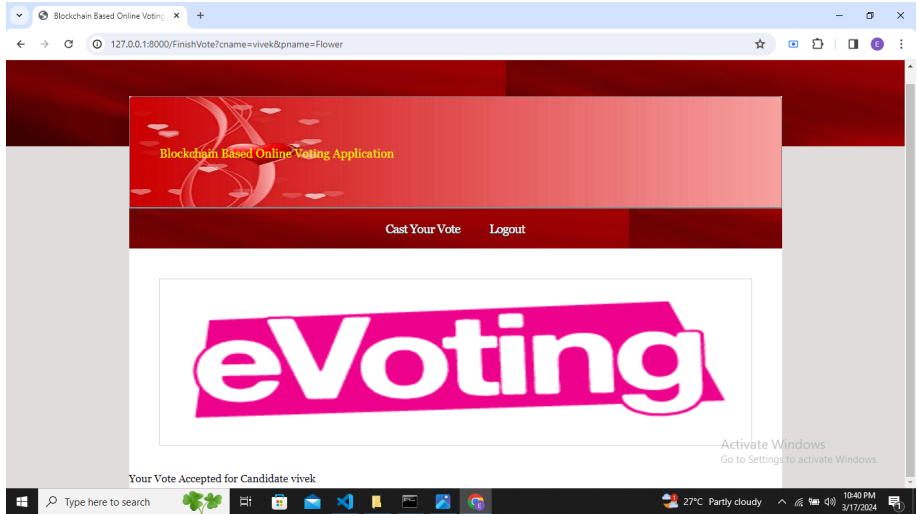 Blockchain Based Online Voting
127.0.0.1:8000/FinishVote?cname=vivek&pname=Flower
E
Blockchain Based Online Voting Application
Cast Your Vote Logout
eVoting
Your Vote Accepted for Candidate vivek
Activate Windows
Go to Settings to activate Windows.
Type here to search
27°C Partly cloudy
10:40 PM
3/17/2024